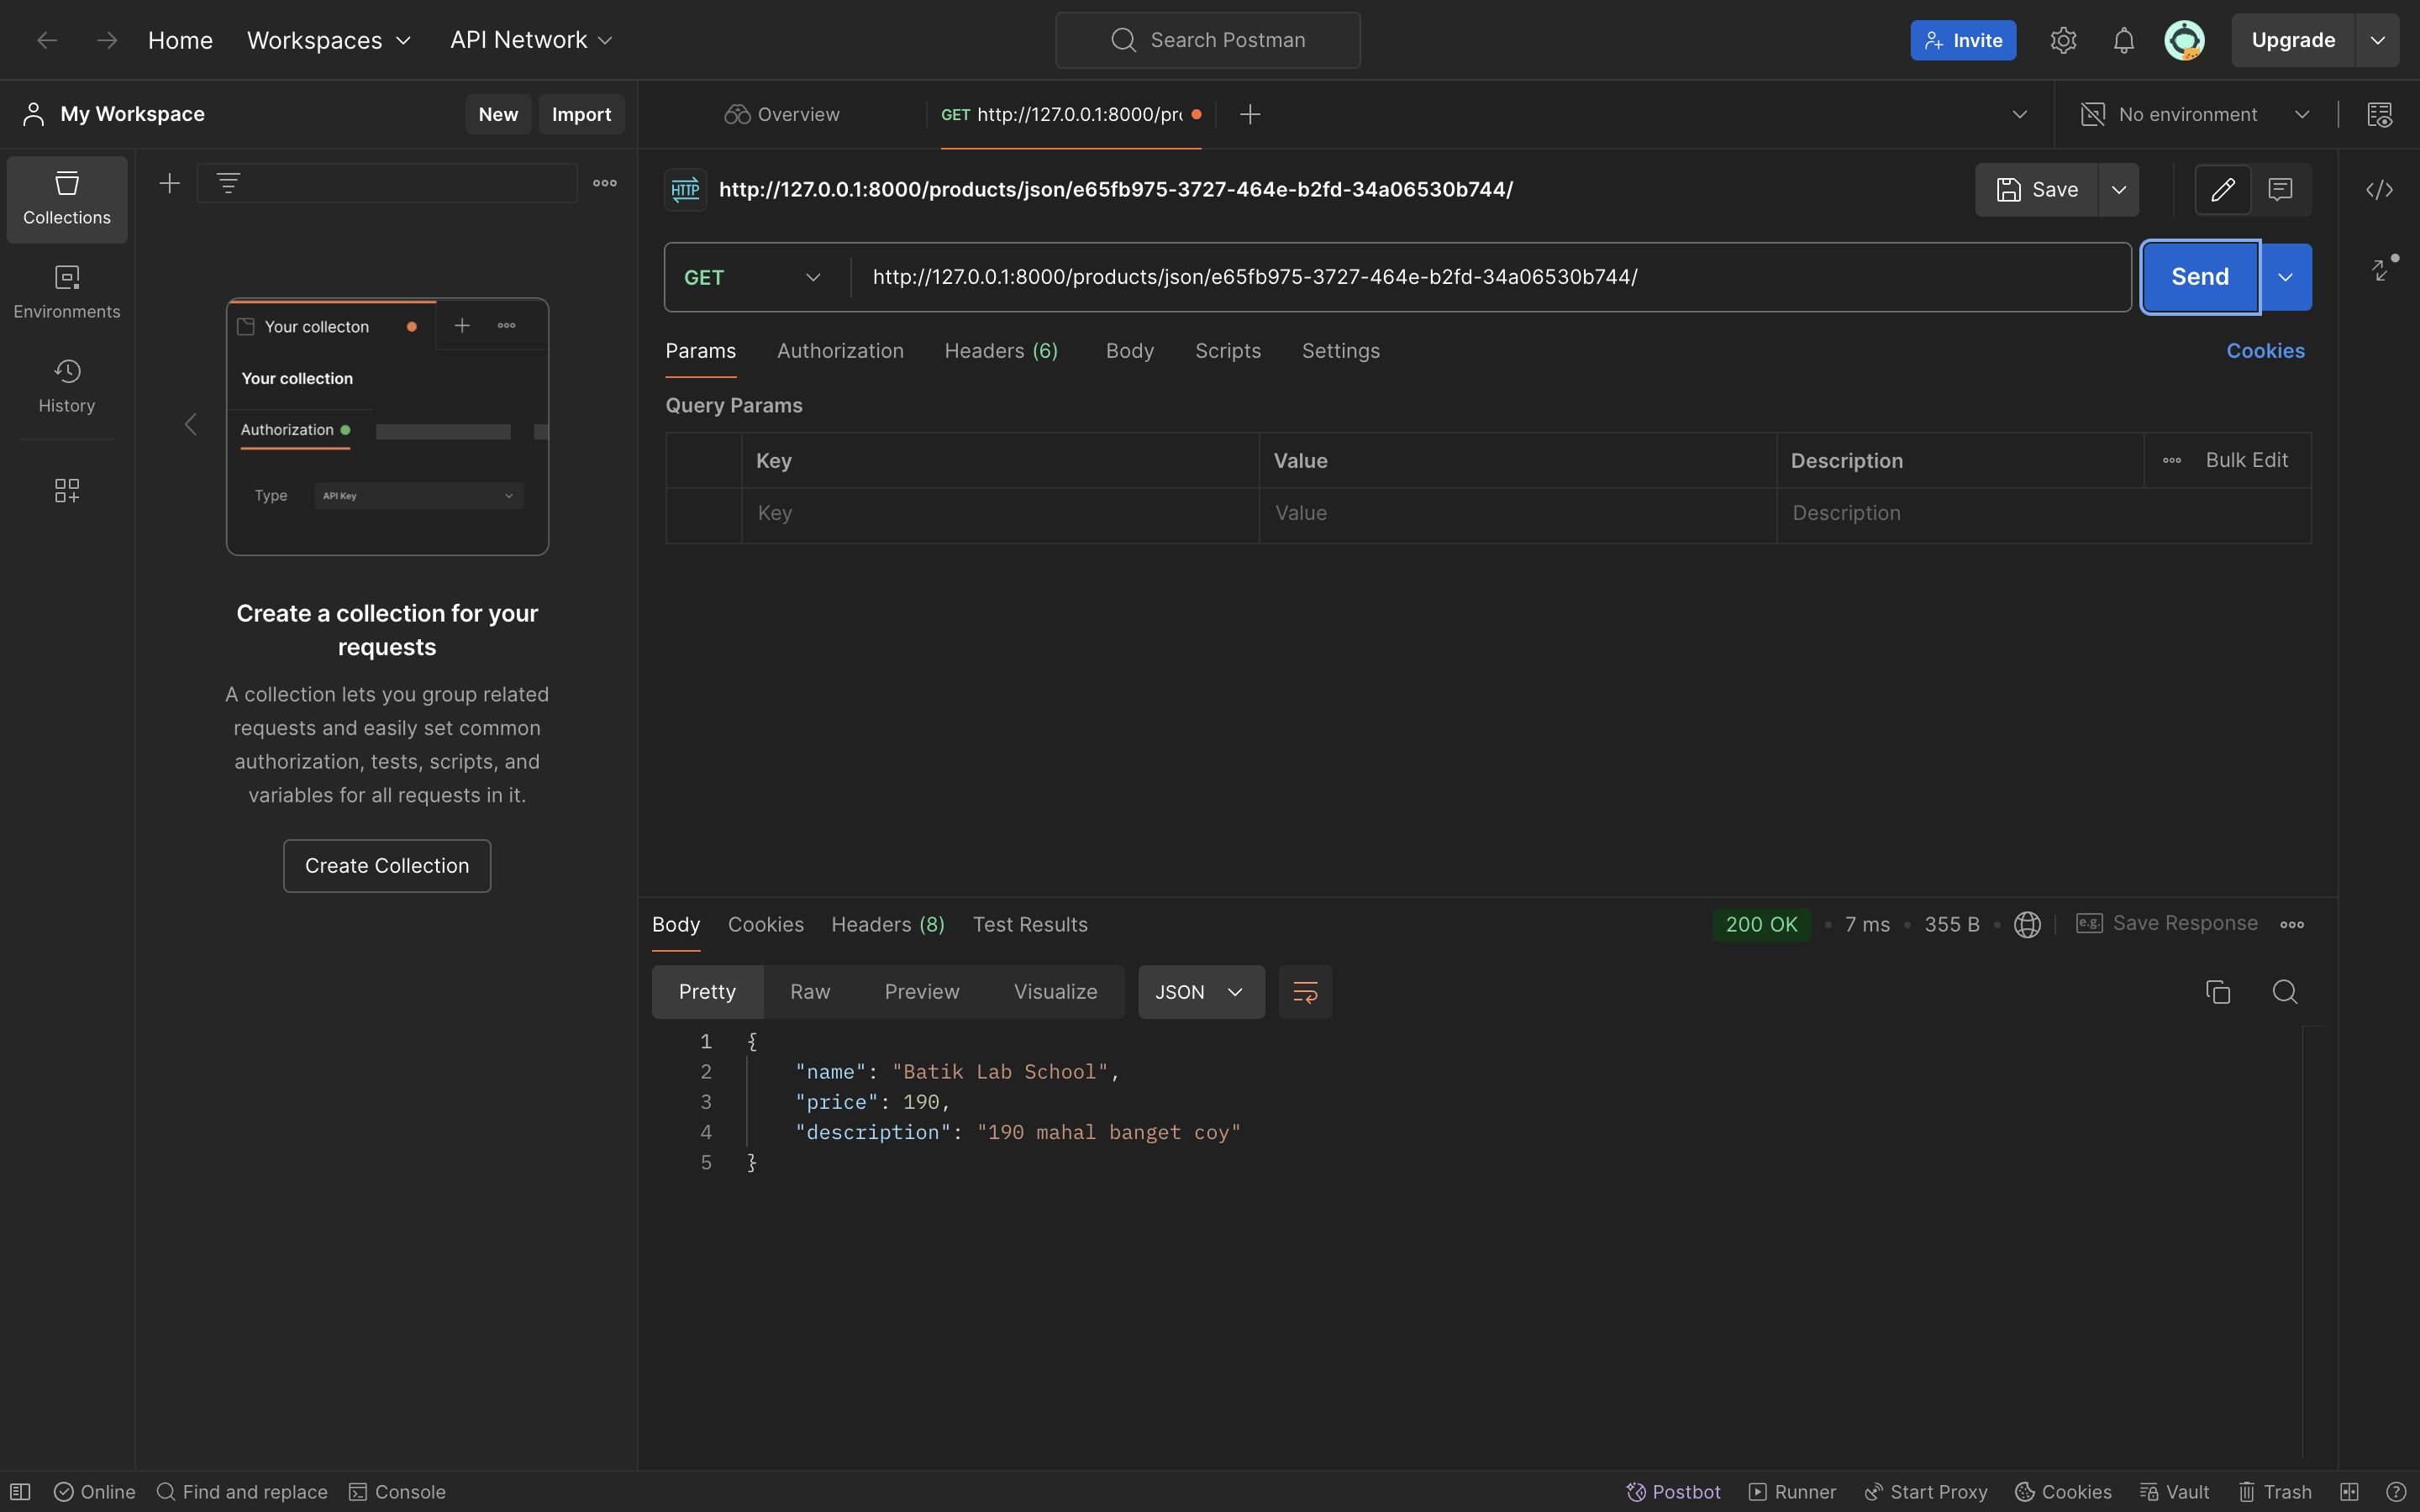 Home Workspaces API Network Search Postman Invite Upgrade
My Workspace New Import Overview GET http://127.0.0.1:8000/pr No environment
Collections
Environments
History
Your collecton
Your collection
Authorization
Type API Key
Create a collection for your
requests
A collection lets you group related
requests and easily set common
authorization, tests, scripts, and
variables for all requests in it.
Create Collection
HTTP http://127.0.0.1:8000/products/json/e65fb975-3727-464e-b2fd-34a06530b744/ Save
GET http://127.0.0.1:8000/products/json/e65fb975-3727-464e-b2fd-34a06530b744/ Send
Params Authorization Headers (6) Body Scripts Settings Cookies
Query Params
Key Value Description Bulk Edit
Key Value Description
Body Cookies Headers (8) Test Results 200 OK • 7 ms • 355 B • e.g. Save Response
Pretty Raw Preview Visualize JSON
1 {
2 "name": "Batik Lab School",
3 "price": 190,
4 "description": "190 mahal banget coy"
5 }
Online Find and replace Console Postbot Runner Start Proxy Cookies Vault Trash